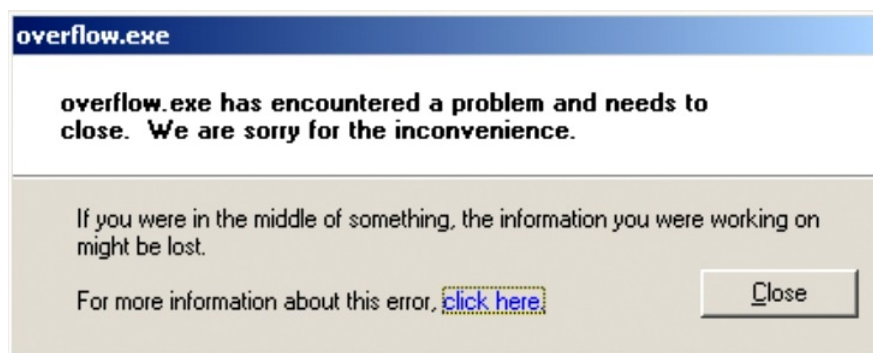 overflow.exe
overflow.exe has encountered a problem and needs to
close.  We are sorry for the inconvenience.
If you were in the middle of something, the information you were working on
might be lost.
For more information about this error, click here.
Close